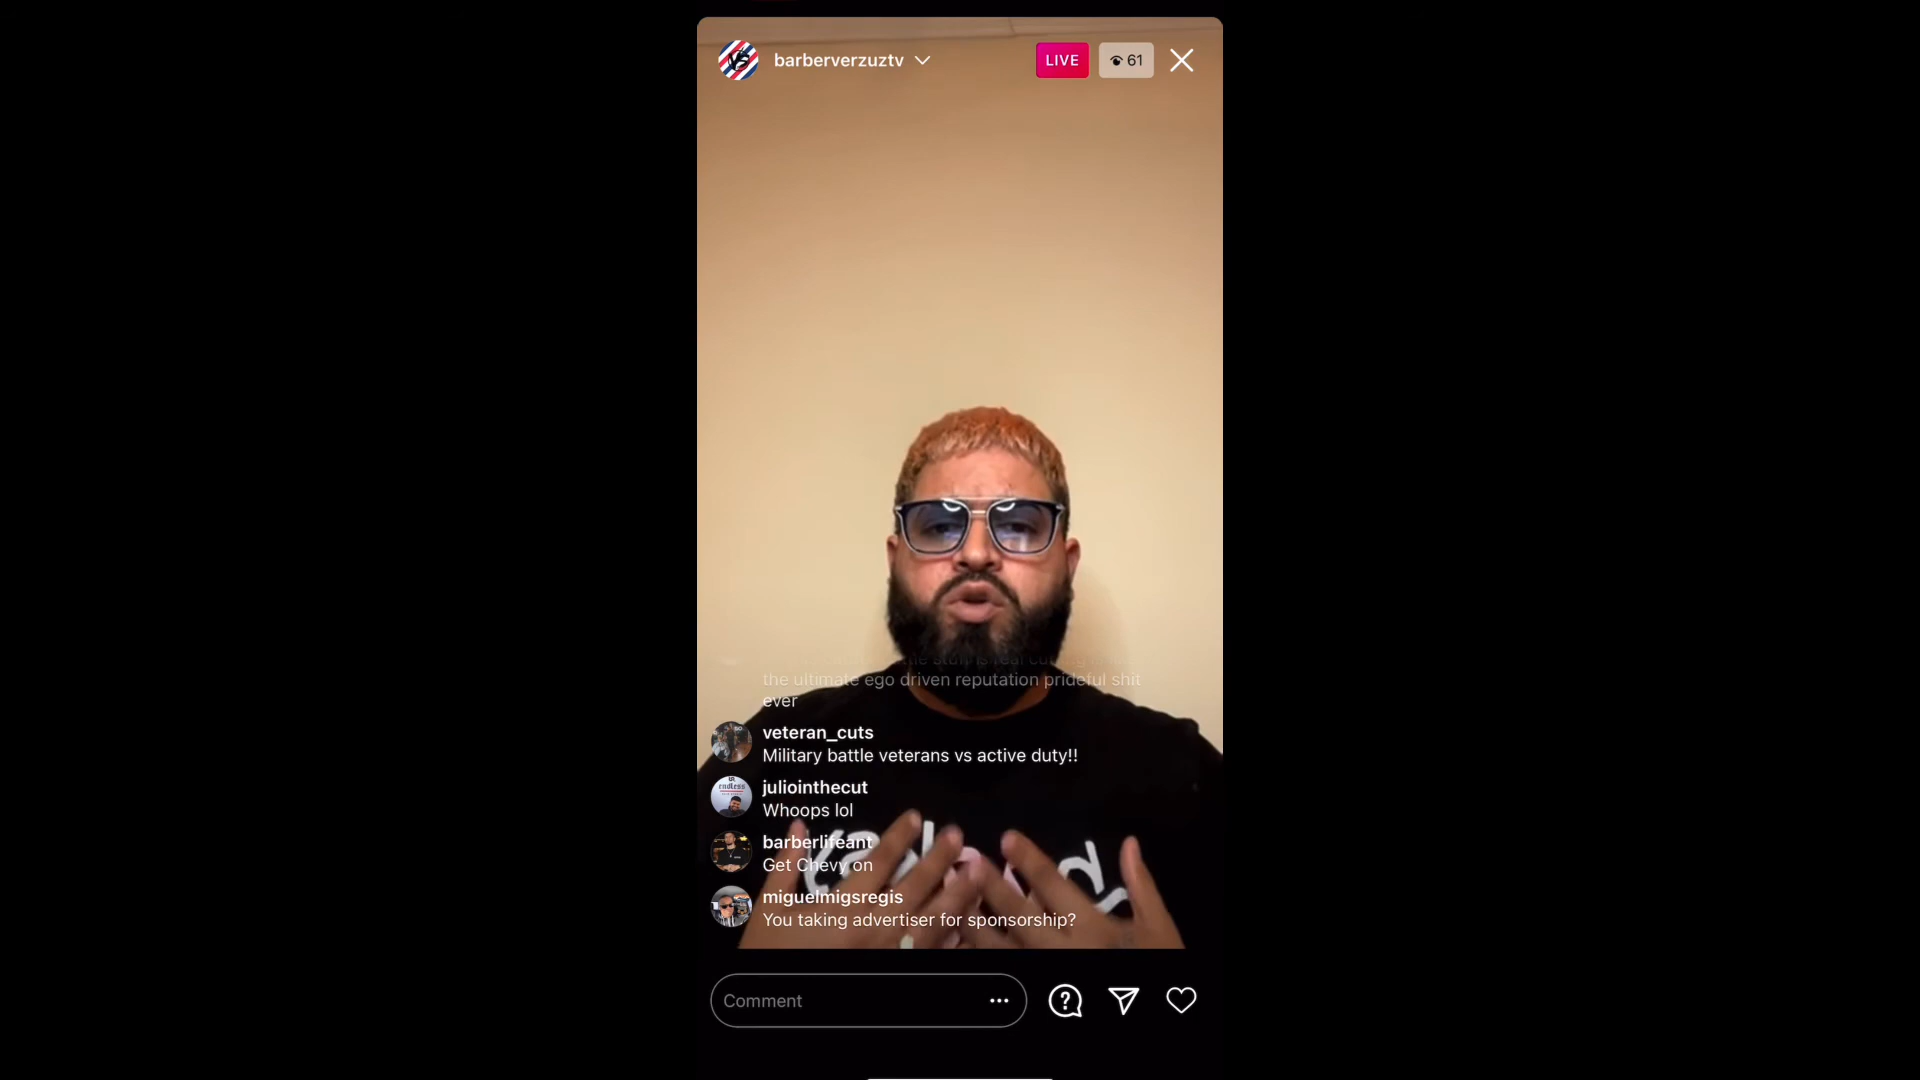 barberverzuztv
LIVE
61
the ultimate ego driven reputation prideful shit
ever
veteran_cuts
Military battle veterans vs active duty!!
juliointhecut
Whoops lol
barberlifeant
Get Chevy on
miguelmigsregis
You taking advertiser for sponsorship?
Comment